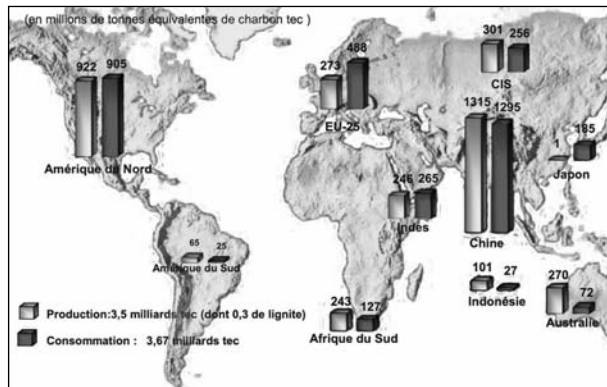 (en millions de tonnes équivalentes de charbon tec )
301
256
CIS
488
273
EU-25
922
905
Amérique du Nord
1315
1295
Chine
185
1
Japon
246
265
Indes
65
25
Amérique du Sud
101
27
Indonésie
270
72
Australie
243
127
Afrique du Sud
Production:3,5 milliards tec (dont 0,3 de lignite)
Consommation : 3,67 milliards tec